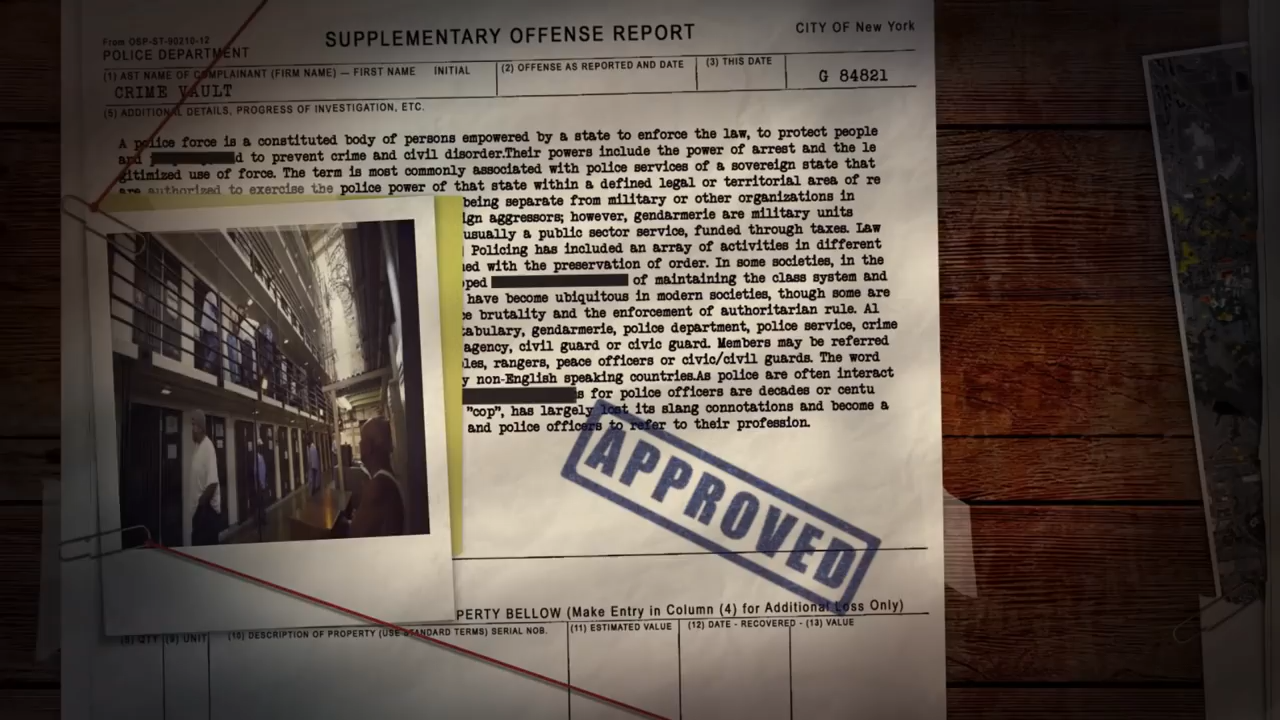 From OSP-ST-90210-12
SUPPLEMENTARY OFFENSE REPORT
CITY OF New York
POLICE DEPARTMENT
(1) AST NAME OF COMPLAINANT (FIRM NAME) — FIRST NAME INITIAL
(2) OFFENSE AS REPORTED AND DATE
(3) THIS DATE
G 84821
CRIME VAULT
(5) ADDITIONAL DETAILS, PROGRESS OF INVESTIGATION, ETC.
A police force is a constituted body of persons empowered by a state to enforce the law, to protect people
and d to prevent crime and civil disorder.Their powers include the power of arrest and the le
gitimized use of force. The term is most commonly associated with police services of a sovereign state that
are authorized to exercise the police power of that state within a defined legal or territorial area of re
being separate from military or other organizations in
ign aggressors; however, gendarmerie are military units
usually a public sector service, funded through taxes. Law
Policing has included an array of activities in different
ed with the preservation of order. In some societies, in the
ped of maintaining the class system and
have become ubiquitous in modern societies, though some are
e brutality and the enforcement of authoritarian rule. Al
tabulary, gendarmerie, police department, police service, crime
agency, civil guard or civic guard. Members may be referred
les, rangers, peace officers or civic/civil guards. The word
y non-English speaking countries.As police are often interact
s for police officers are decades or centu
"cop", has largely lost its slang connotations and become a
and police officers to refer to their profession.
APPROVED
PERTY BELLOW (Make Entry in Column (4) for Additional Loss Only)
(8) QTY (9) UNIT (10) DESCRIPTION OF PROPERTY (USE STANDARD TERMS) SERIAL NOB.
(11) ESTIMATED VALUE
(12) DATE - RECOVERED - (13) VALUE